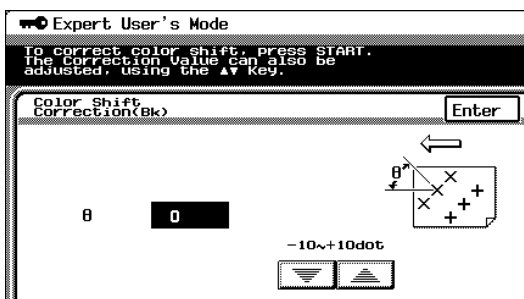 Expert User's Mode
To correct color shift, press START.
The Correction Value can also be
adjusted, using the ▲▼ Key.
Color Shift
Correction(Bk)
Enter
θ
θ 0
-10~+10dot